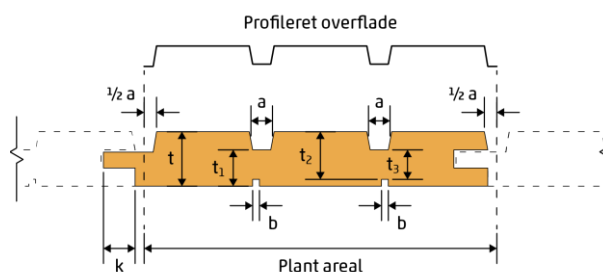 Profileret overflade
½ a
a
a
½ a
t
t₁
t₂
t₃
b
b
k
Plant areal